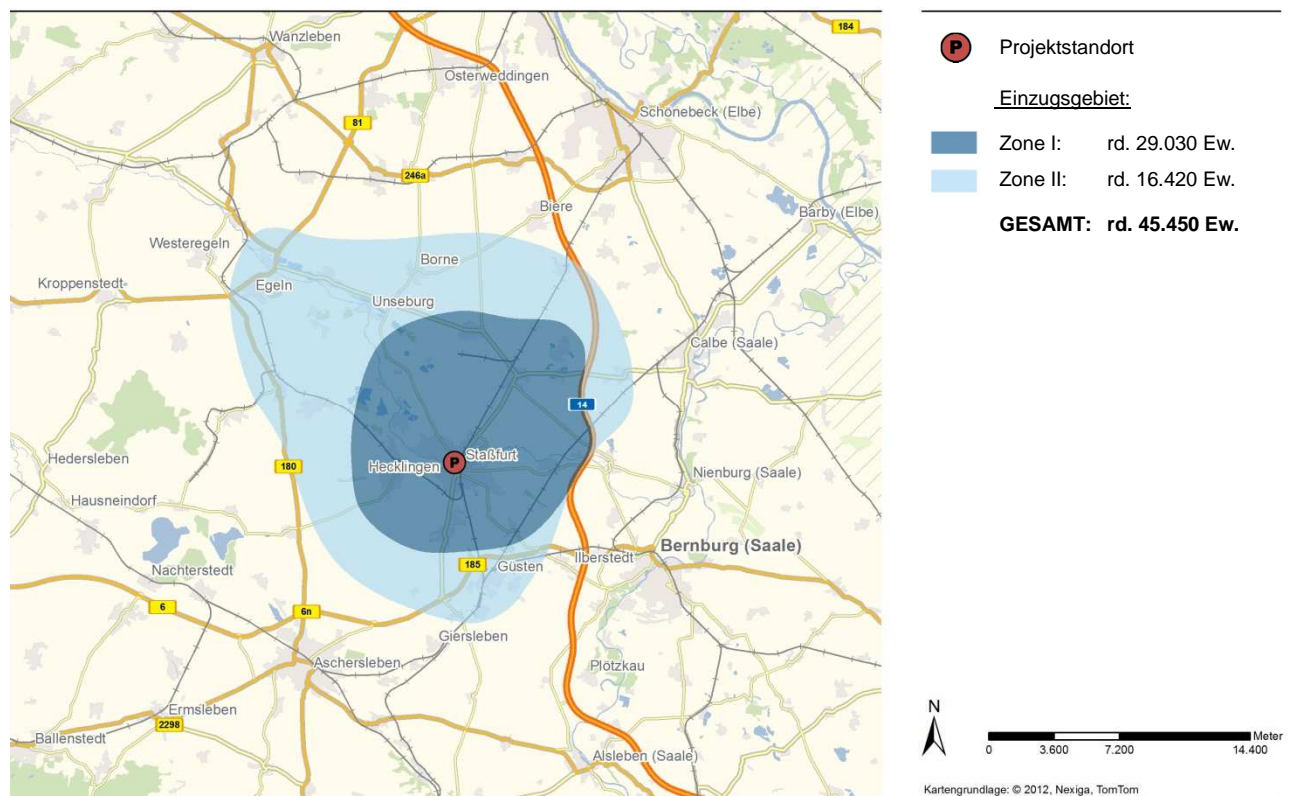 184
Wanzleben
Osterweddingen
Schönebeck (Elbe)
81
246a
Biere
Barby (Elbe)
Westeregeln
Borne
Kroppenstedt
Egeln
Unseburg
Calbe (Saale)
14
Hedersleben
180
Hecklingen
P
Staßfurt
Nienburg (Saale)
Hausneindorf
Bernburg (Saale)
Nachterstedt
185
Güsten
Ilberstedt
6
6n
Giersleben
Aschersleben
Plötzkau
Ermsleben
2298
Ballenstedt
Alsleben (Saale)
P Projektstandort
Einzugsgebiet:
Zone I: rd. 29.030 Ew.
Zone II: rd. 16.420 Ew.
GESAMT: rd. 45.450 Ew.
N
Meter
0 3.600 7.200 14.400
Kartengrundlage: © 2012, Nexiga, TomTom